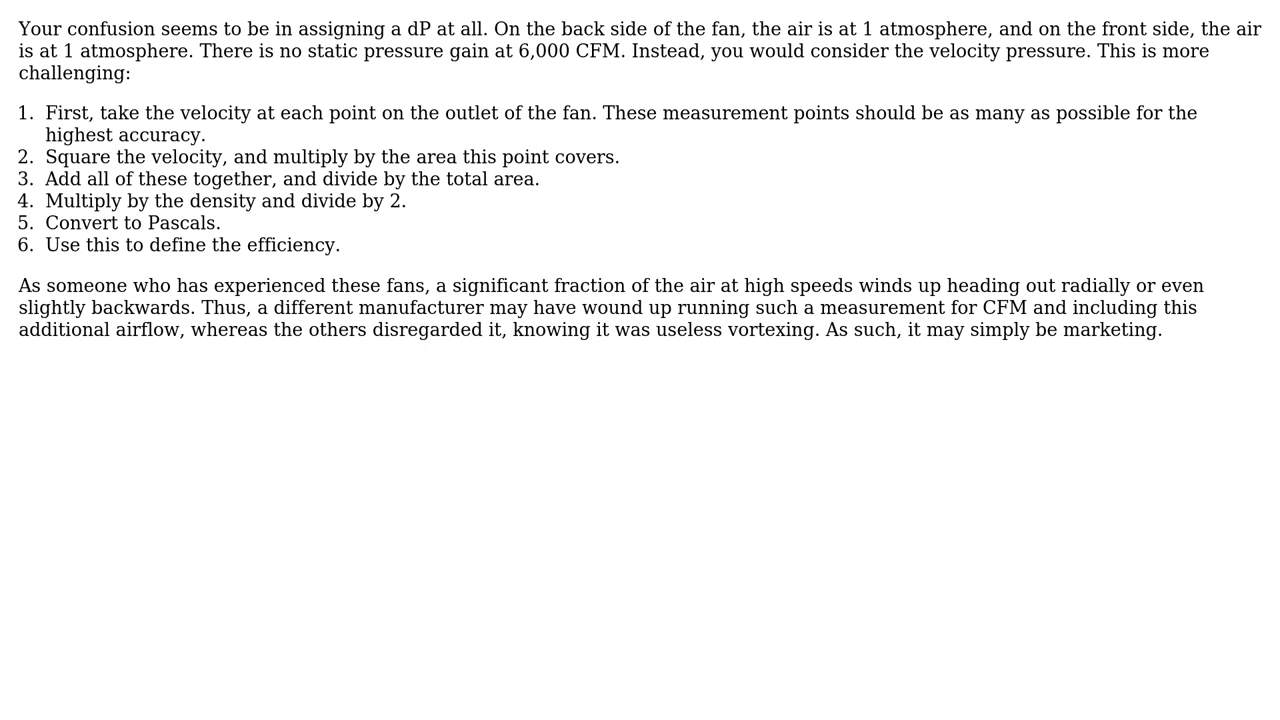 Your confusion seems to be in assigning a dP at all. On the back side of the fan, the air is at 1 atmosphere, and on the front side, the air
is at 1 atmosphere. There is no static pressure gain at 6,000 CFM. Instead, you would consider the velocity pressure. This is more
challenging:
1. First, take the velocity at each point on the outlet of the fan. These measurement points should be as many as possible for the
highest accuracy.
2. Square the velocity, and multiply by the area this point covers.
3. Add all of these together, and divide by the total area.
4. Multiply by the density and divide by 2.
5. Convert to Pascals.
6. Use this to define the efficiency.
As someone who has experienced these fans, a significant fraction of the air at high speeds winds up heading out radially or even
slightly backwards. Thus, a different manufacturer may have wound up running such a measurement for CFM and including this
additional airflow, whereas the others disregarded it, knowing it was useless vortexing. As such, it may simply be marketing.